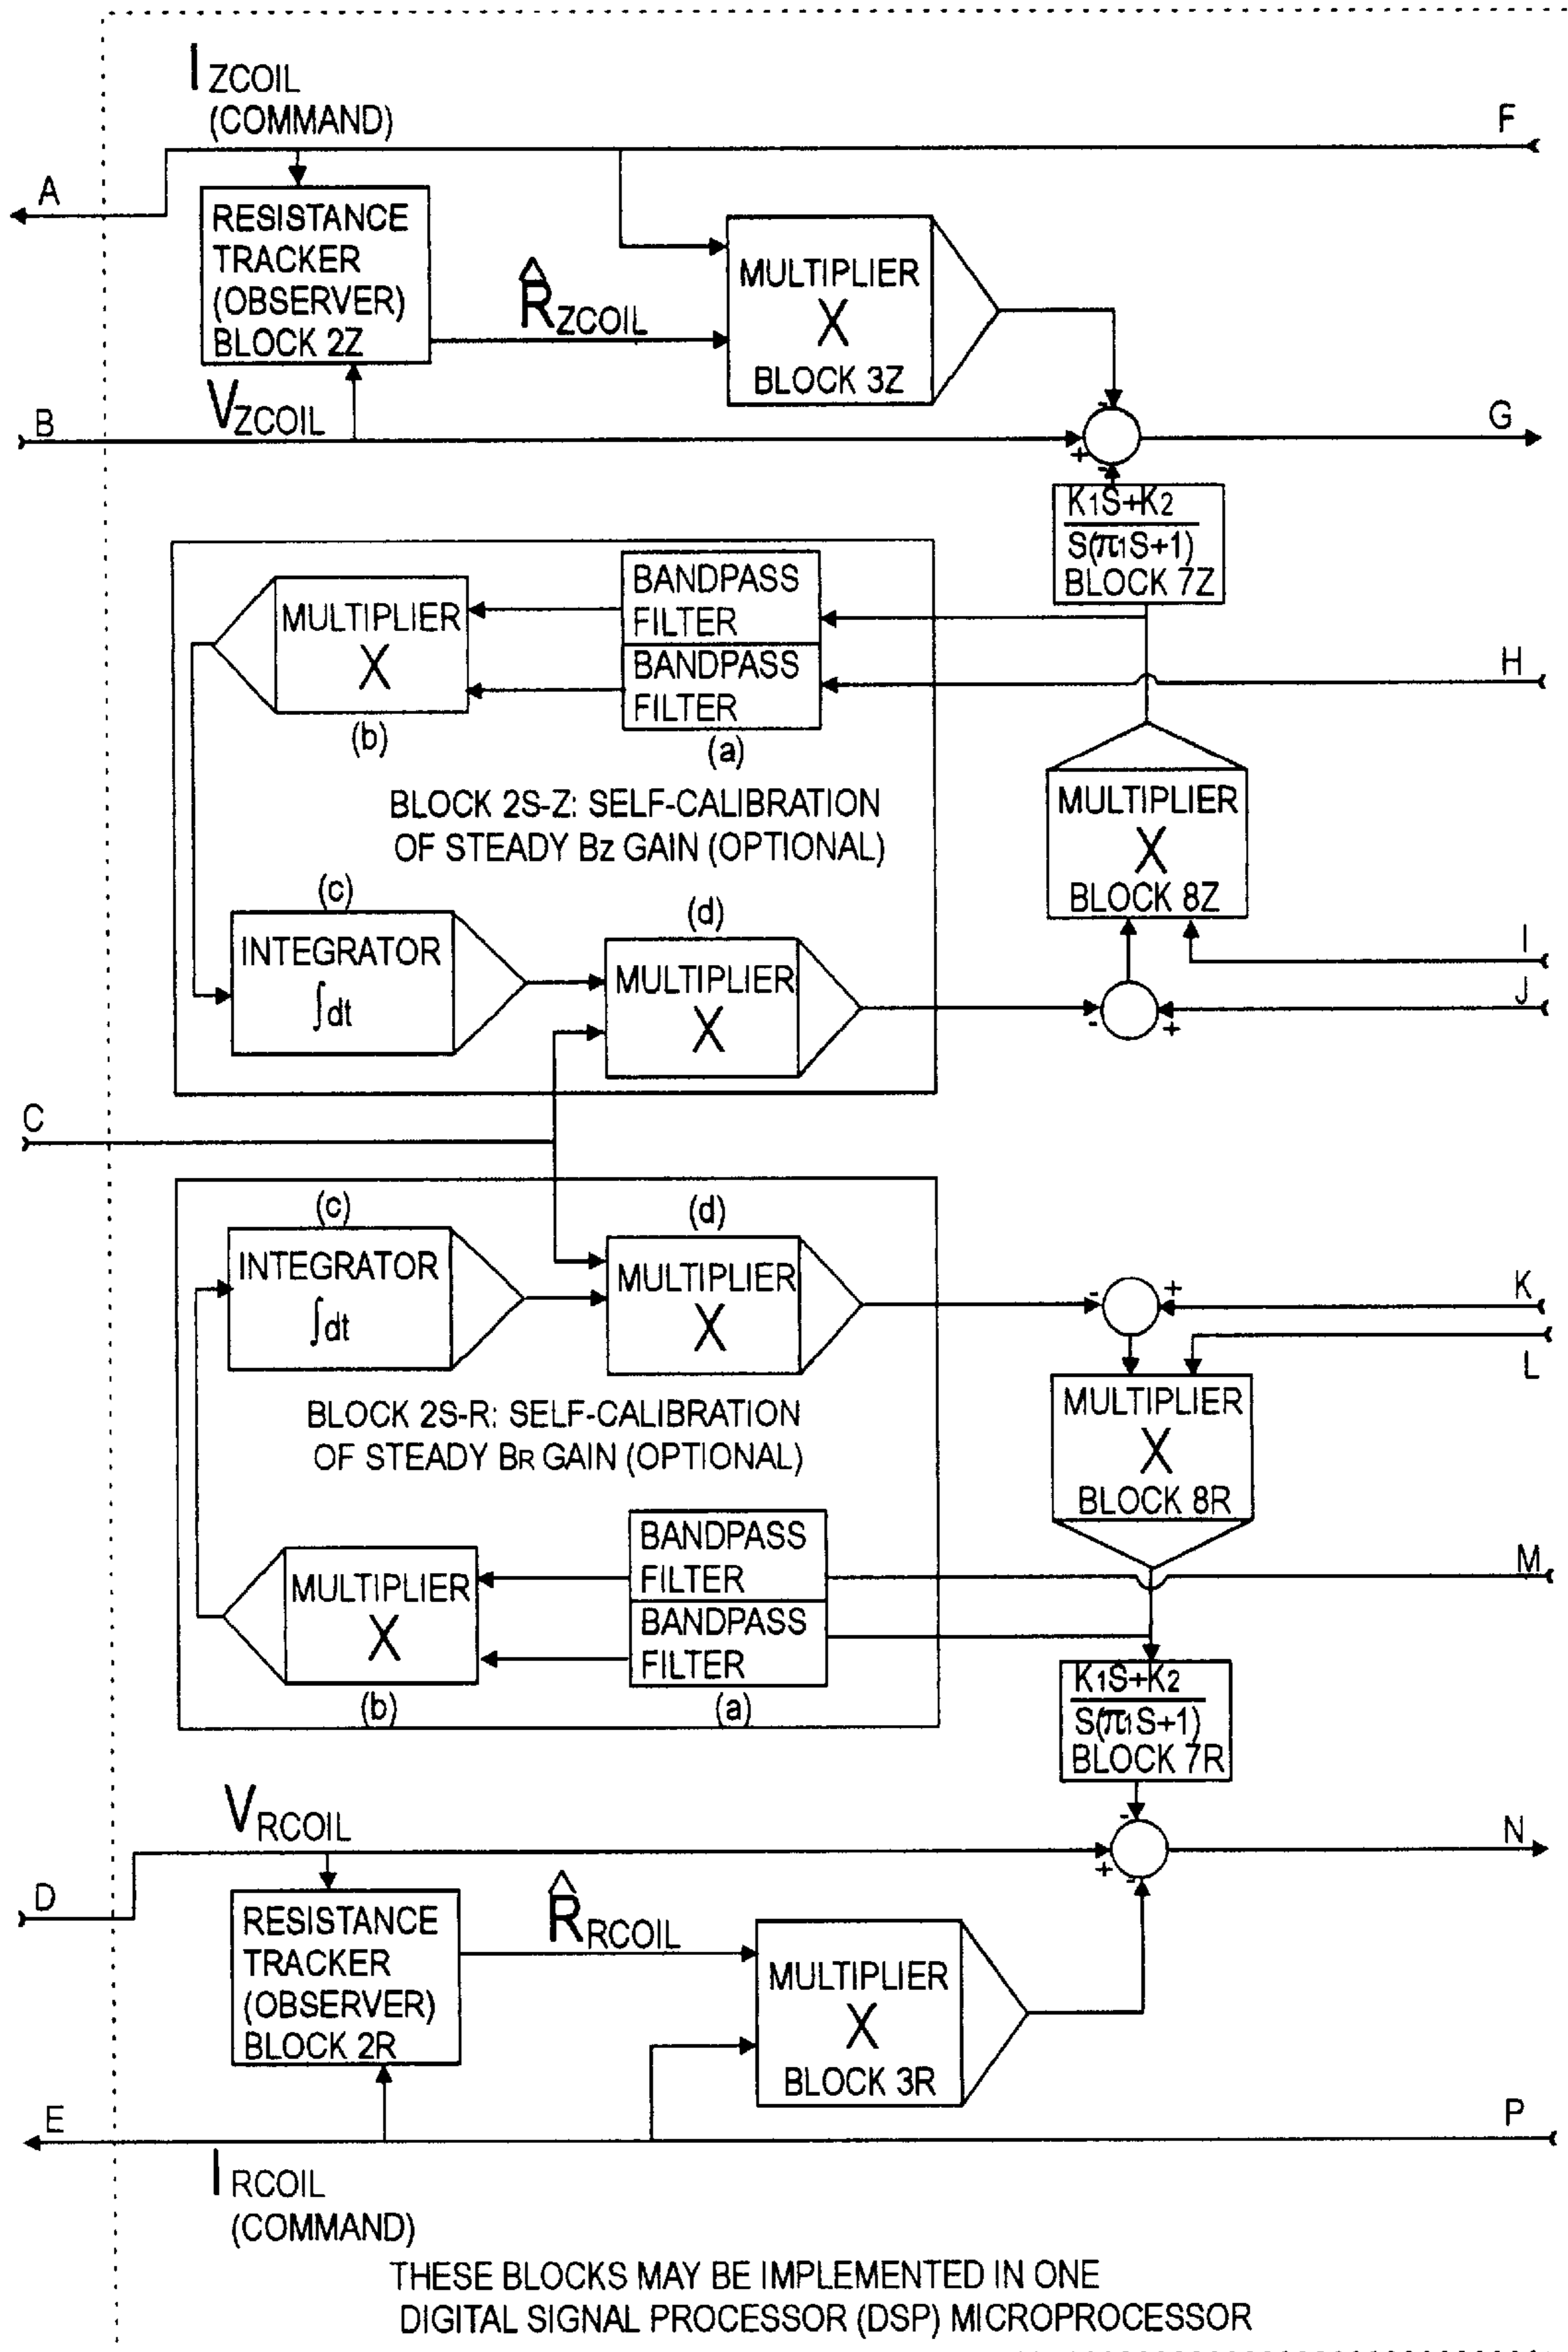 I ZCOIL
(COMMAND)
F
A
RESISTANCE
TRACKER
(OBSERVER)
BLOCK 2Z
R̂ ZCOIL
MULTIPLIER
X
BLOCK 3Z
-
V ZCOIL
B
+
-
G
K1S+K2
S(π1S+1)
BLOCK 7Z
BANDPASS
FILTER
BANDPASS
FILTER
(a)
MULTIPLIER
X
(b)
H
BLOCK 2S-Z: SELF-CALIBRATION
OF STEADY BZ GAIN (OPTIONAL)
MULTIPLIER
X
BLOCK 8Z
(c)
INTEGRATOR
∫dt
(d)
MULTIPLIER
X
I
J
-
+
C
(c)
INTEGRATOR
∫dt
(d)
MULTIPLIER
X
-
+
K
L
BLOCK 2S-R: SELF-CALIBRATION
OF STEADY BR GAIN (OPTIONAL)
MULTIPLIER
X
BLOCK 8R
BANDPASS
FILTER
BANDPASS
FILTER
(a)
MULTIPLIER
X
(b)
M
K1S+K2
S(π1S+1)
BLOCK 7R
V RCOIL
-
+
-
N
D
RESISTANCE
TRACKER
(OBSERVER)
BLOCK 2R
R̂ RCOIL
MULTIPLIER
X
BLOCK 3R
E
P
I RCOIL
(COMMAND)
THESE BLOCKS MAY BE IMPLEMENTED IN ONE
DIGITAL SIGNAL PROCESSOR (DSP) MICROPROCESSOR